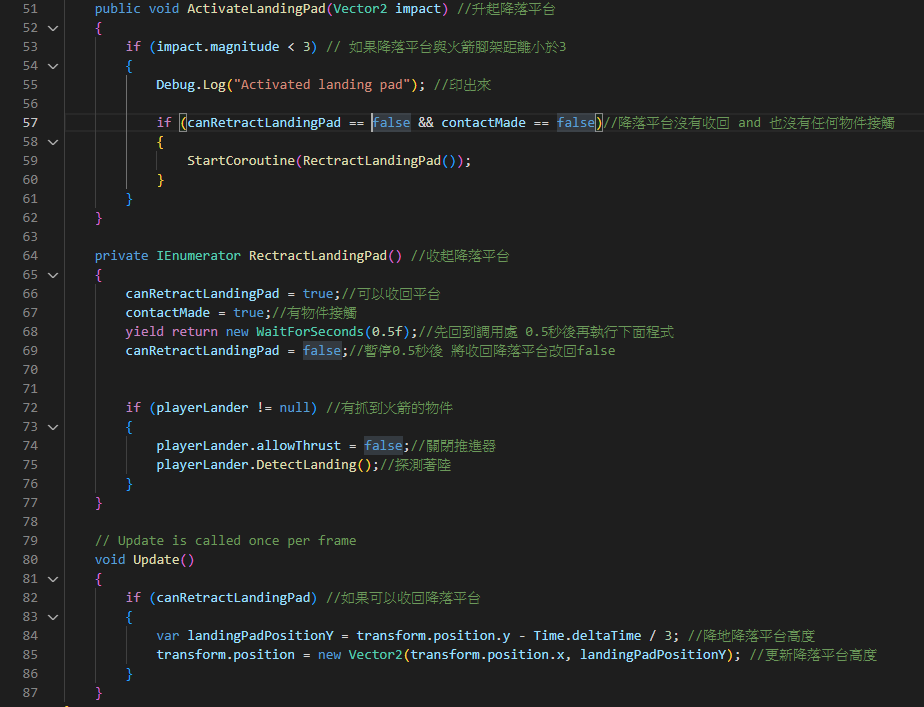 51 public void ActivateLandingPad(Vector2 impact) //升起降落平台
52 {
53 if (impact.magnitude < 3) // 如果降落平台與火箭腳架距離小於3
54 {
55 Debug.Log("Activated landing pad"); //印出來
56
57 if (canRetractLandingPad == false && contactMade == false)//降落平台沒有收回 and 也沒有任何物件接觸
58 {
59 StartCoroutine(RectractLandingPad());
60 }
61 }
62 }
63
64 private IEnumerator RectractLandingPad() //收起降落平台
65 {
66 canRetractLandingPad = true;//可以收回平台
67 contactMade = true;//有物件接觸
68 yield return new WaitForSeconds(0.5f);//先回到調用處 0.5秒後再執行下面程式
69 canRetractLandingPad = false;//暫停0.5秒後 將收回降落平台改回false
70
71
72 if (playerLander != null) //有抓到火箭的物件
73 {
74 playerLander.allowThrust = false;//關閉推進器
75 playerLander.DetectLanding();//探測著陸
76 }
77 }
78
79 // Update is called once per frame
80 void Update()
81 {
82 if (canRetractLandingPad) //如果可以收回降落平台
83 {
84 var landingPadPositionY = transform.position.y - Time.deltaTime / 3; //降地降落平台高度
85 transform.position = new Vector2(transform.position.x, landingPadPositionY); //更新降落平台高度
86 }
87 }